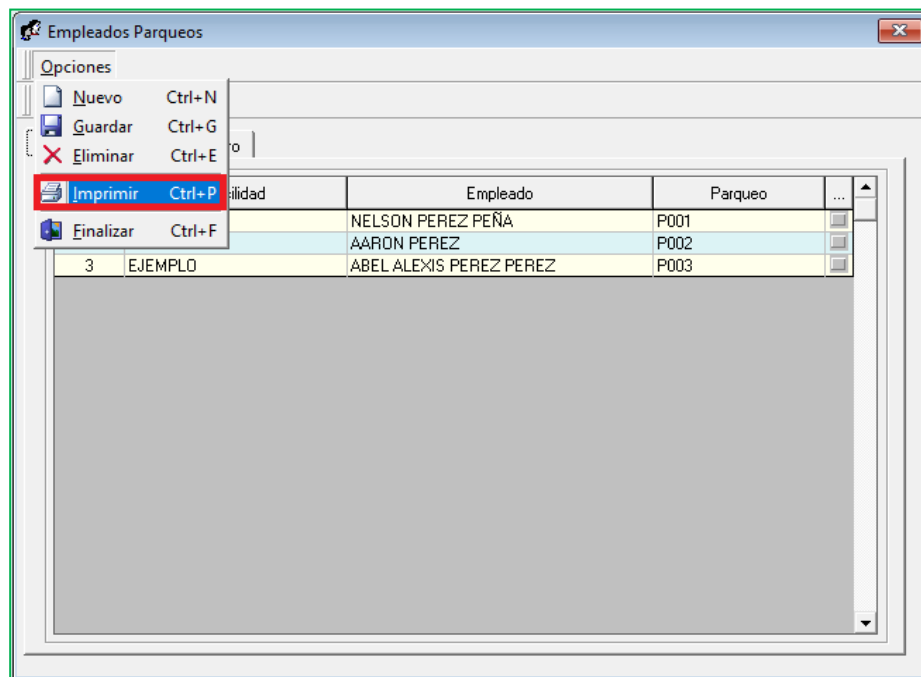 Empleados Parqueos
Opciones
Nuevo Ctrl+N
Guardar Ctrl+G
Eliminar Ctrl+E
Imprimir Ctrl+P
Finalizar Ctrl+F
Empleado Parqueo ...
NELSON PEREZ PEÑA P001
AARON PEREZ P002
3 EJEMPLO ABEL ALEXIS PEREZ PEREZ P003